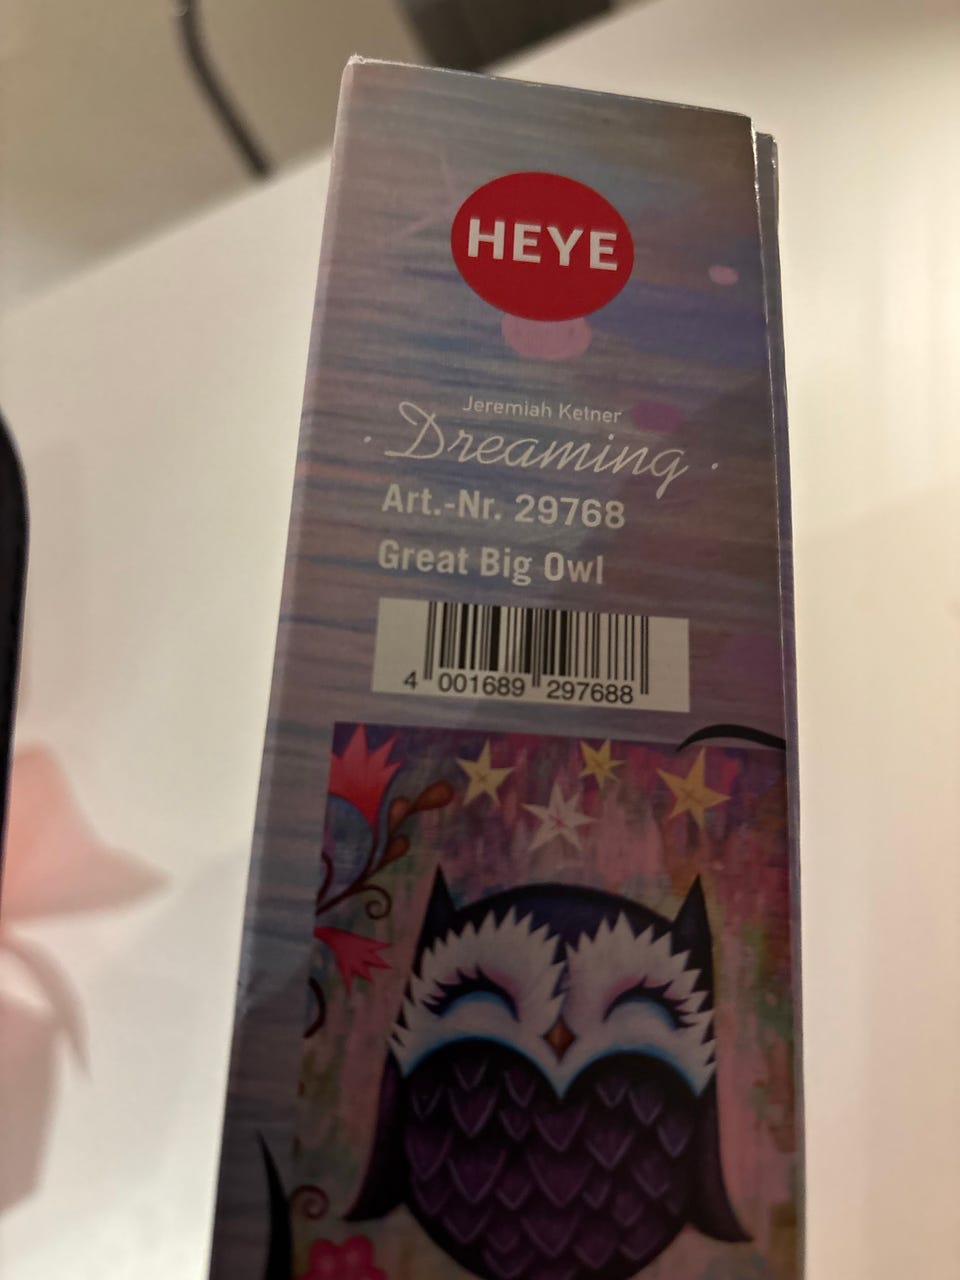 HEYE
Jeremiah Ketner
· Dreaming ·
Art.-Nr. 29768
Great Big Owl
4 001689 297688